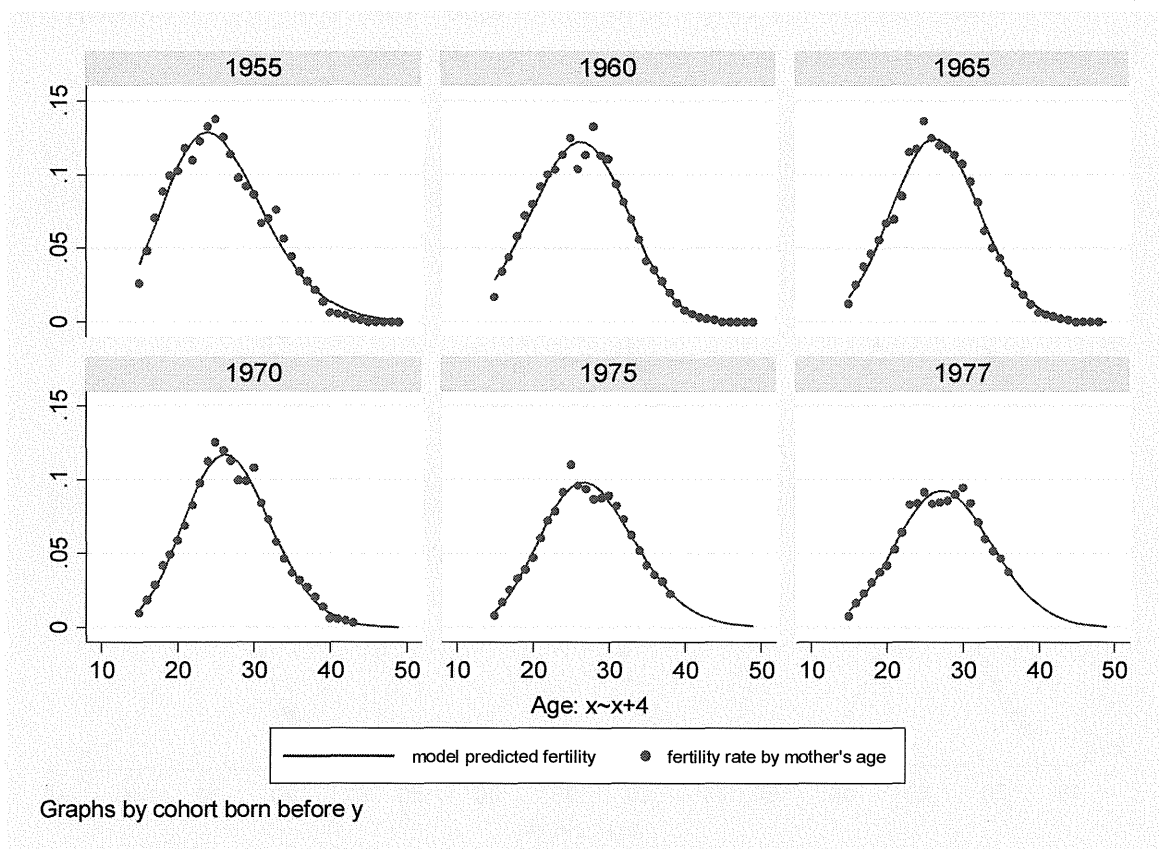 1955 1960 1965
.15
.1
.05
0
1970 1975 1977
.15
.1
.05
0
10 20 30 40 50 10 20 30 40 50 10 20 30 40 50
Age: x~x+4
model predicted fertility fertility rate by mother's age
Graphs by cohort born before y